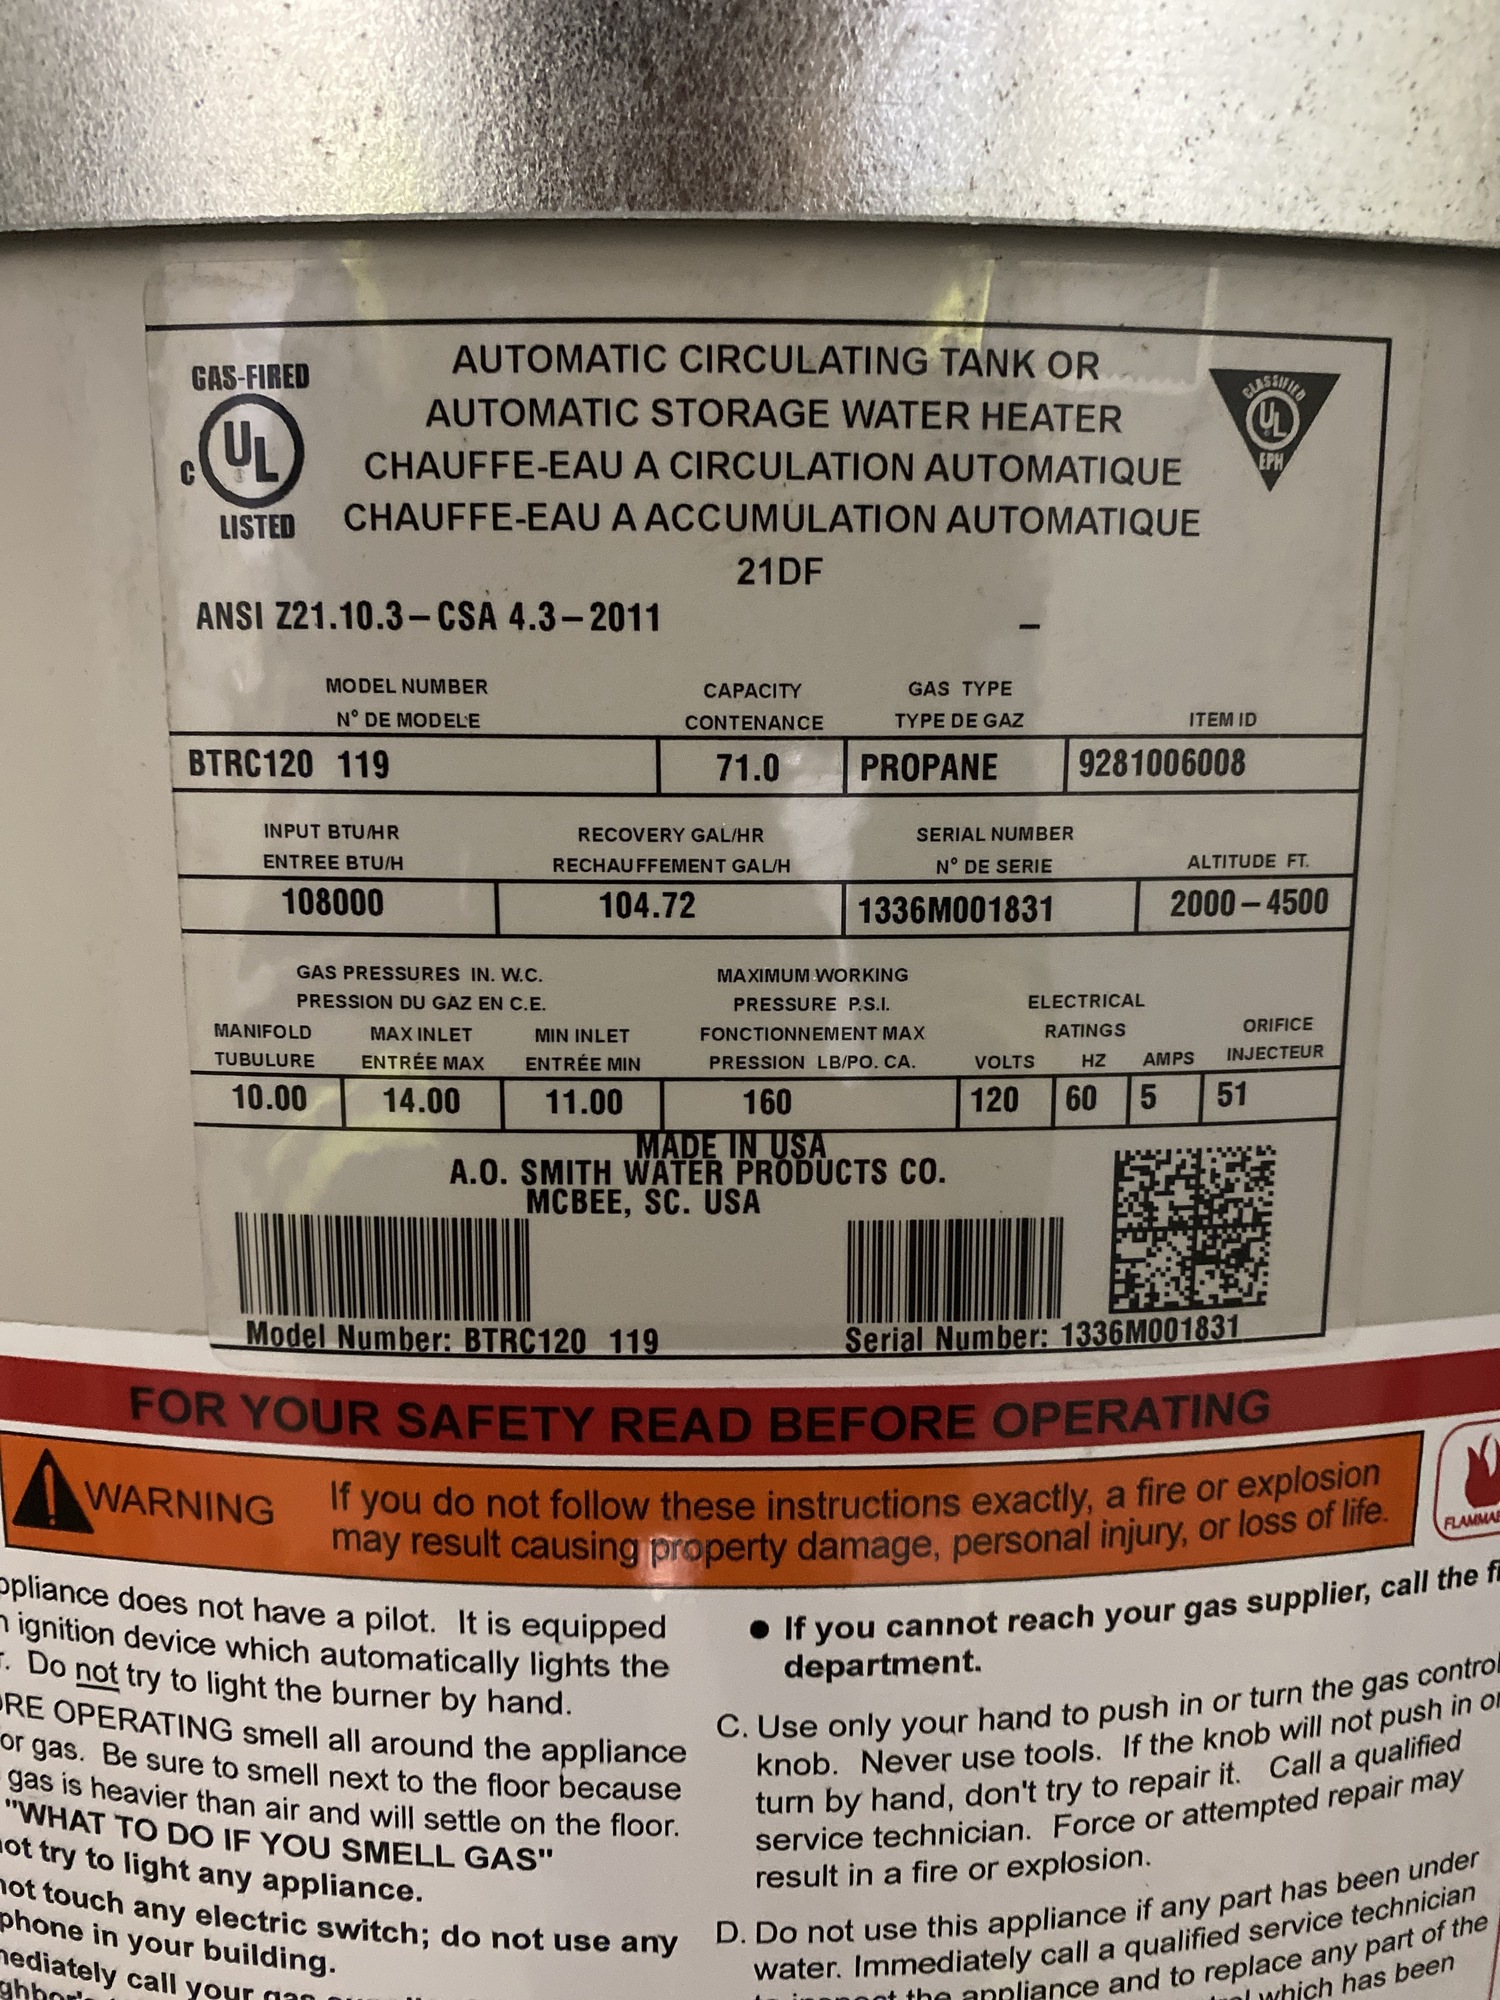 GAS-FIRED
UL
C
LISTED
AUTOMATIC CIRCULATING TANK OR
AUTOMATIC STORAGE WATER HEATER
CHAUFFE-EAU A CIRCULATION AUTOMATIQUE
CHAUFFE-EAU A ACCUMULATION AUTOMATIQUE
21DF
CLASSIFIED
UL
EPH
ANSI Z21.10.3–CSA 4.3–2011 –
MODEL NUMBER CAPACITY GAS TYPE
N° DE MODELE CONTENANCE TYPE DE GAZ ITEM ID
BTRC120 119 71.0 PROPANE 9281006008
INPUT BTU/HR RECOVERY GAL/HR SERIAL NUMBER
ENTREE BTU/H RECHAUFFEMENT GAL/H N° DE SERIE ALTITUDE FT.
108000 104.72 1336M001831 2000–4500
GAS PRESSURES IN. W.C. MAXIMUM WORKING
PRESSION DU GAZ EN C.E. PRESSURE P.S.I. ELECTRICAL
MANIFOLD MAX INLET MIN INLET FONCTIONNEMENT MAX RATINGS ORIFICE
TUBULURE ENTRÉE MAX ENTRÉE MIN PRESSION LB/PO. CA. VOLTS HZ AMPS INJECTEUR
10.00 14.00 11.00 160 120 60 5 51
MADE IN USA
A.O. SMITH WATER PRODUCTS CO.
MCBEE, SC. USA
Model Number: BTRC120 119 Serial Number: 1336M001831
FOR YOUR SAFETY READ BEFORE OPERATING
WARNING
If you do not follow these instructions exactly, a fire or explosion
may result causing property damage, personal injury, or loss of life.
does not have a pilot. It is equipped
ignition device which automatically lights the
Do not try to light the burner by hand.
OPERATING smell all around the appliance
or gas. Be sure to smell next to the floor because
gas is heavier than air and will settle on the floor.
"WHAT TO DO IF YOU SMELL GAS"
try to light any appliance.
touch any electric switch; do not use any
phone in your building.
call your gas
● If you cannot reach your gas supplier, call the
department.
C. Use only your hand to push in or turn the gas control
knob. Never use tools. If the knob will not push in or
turn by hand, don't try to repair it. Call a qualified
service technician. Force or attempted repair may
result in a fire or explosion.
D. Do not use this appliance if any part has been under
water. Immediately call a qualified service technician
to inspect the appliance and to replace any part of the
which has been